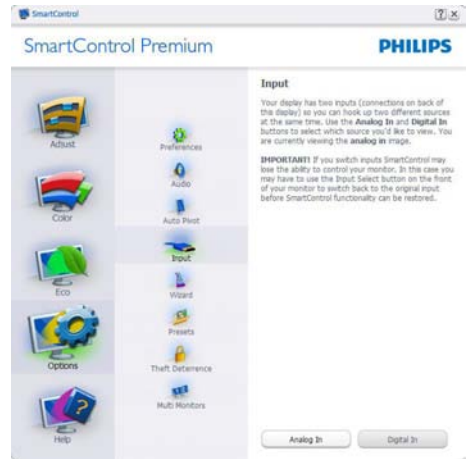 SmartControl
SmartControl Premium
PHILIPS
Adjust
Color
Eco
Options
Help
Preferences
Audio
Auto Pivot
Input
Wizard
Presets
Theft Deterrence
Multi Monitors
Input
Your display has two inputs (connections on back of
the display) so you can hook up two different sources
at the same time. Use the Analog In and Digital In
buttons to select which source you'd like to view. You
are currently viewing the analog in image.
IMPORTANT! If you switch inputs SmartControl may
lose the ability to control your monitor. In this case you
may have to use the Input Select button on the front
of your monitor to switch back to the original input
before SmartControl functionality can be restored.
Analog In
Digital In